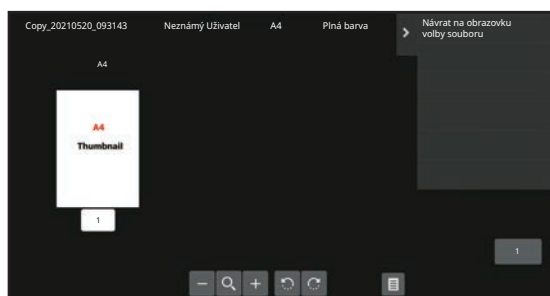 Copy_20210520_093143 Neznámý Uživatel A4 Plná barva
Návrat na obrazovku
volby souboru
A4
A4
Thumbnail
1
1